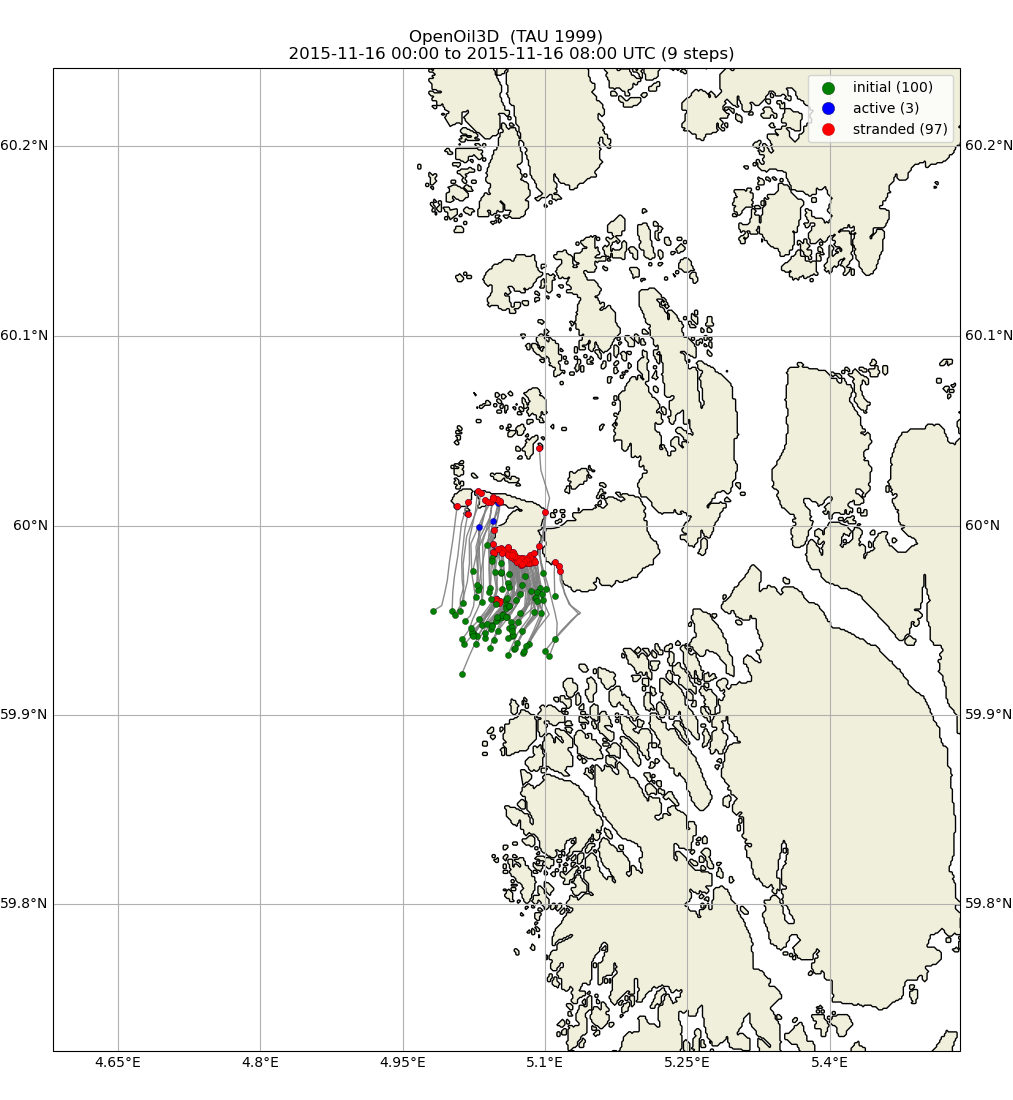 OpenOil3D (TAU 1999)
2015-11-16 00:00 to 2015-11-16 08:00 UTC (9 steps)
initial (100)
active (3)
stranded (97)
60.2°N 60.2°N
60.1°N 60.1°N
60°N 60°N
59.9°N 59.9°N
59.8°N 59.8°N
4.65°E 4.8°E 4.95°E 5.1°E 5.25°E 5.4°E